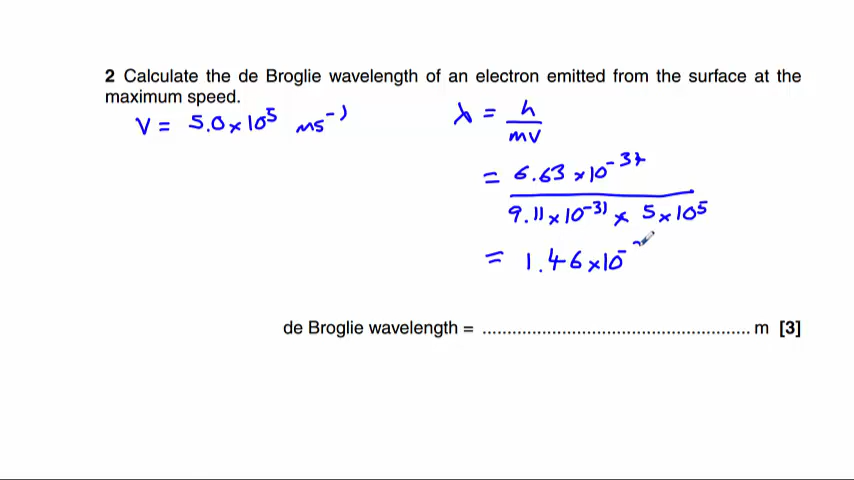 2 Calculate the de Broglie wavelength of an electron emitted from the surface at the
maximum speed.
v = 5.0 × 10⁵ ms⁻¹
λ = h
mv
= 6.63 × 10⁻³⁴
9.11 × 10⁻³¹ × 5 × 10⁵
= 1.46 × 10⁻
de Broglie wavelength = ....................................................... m [3]